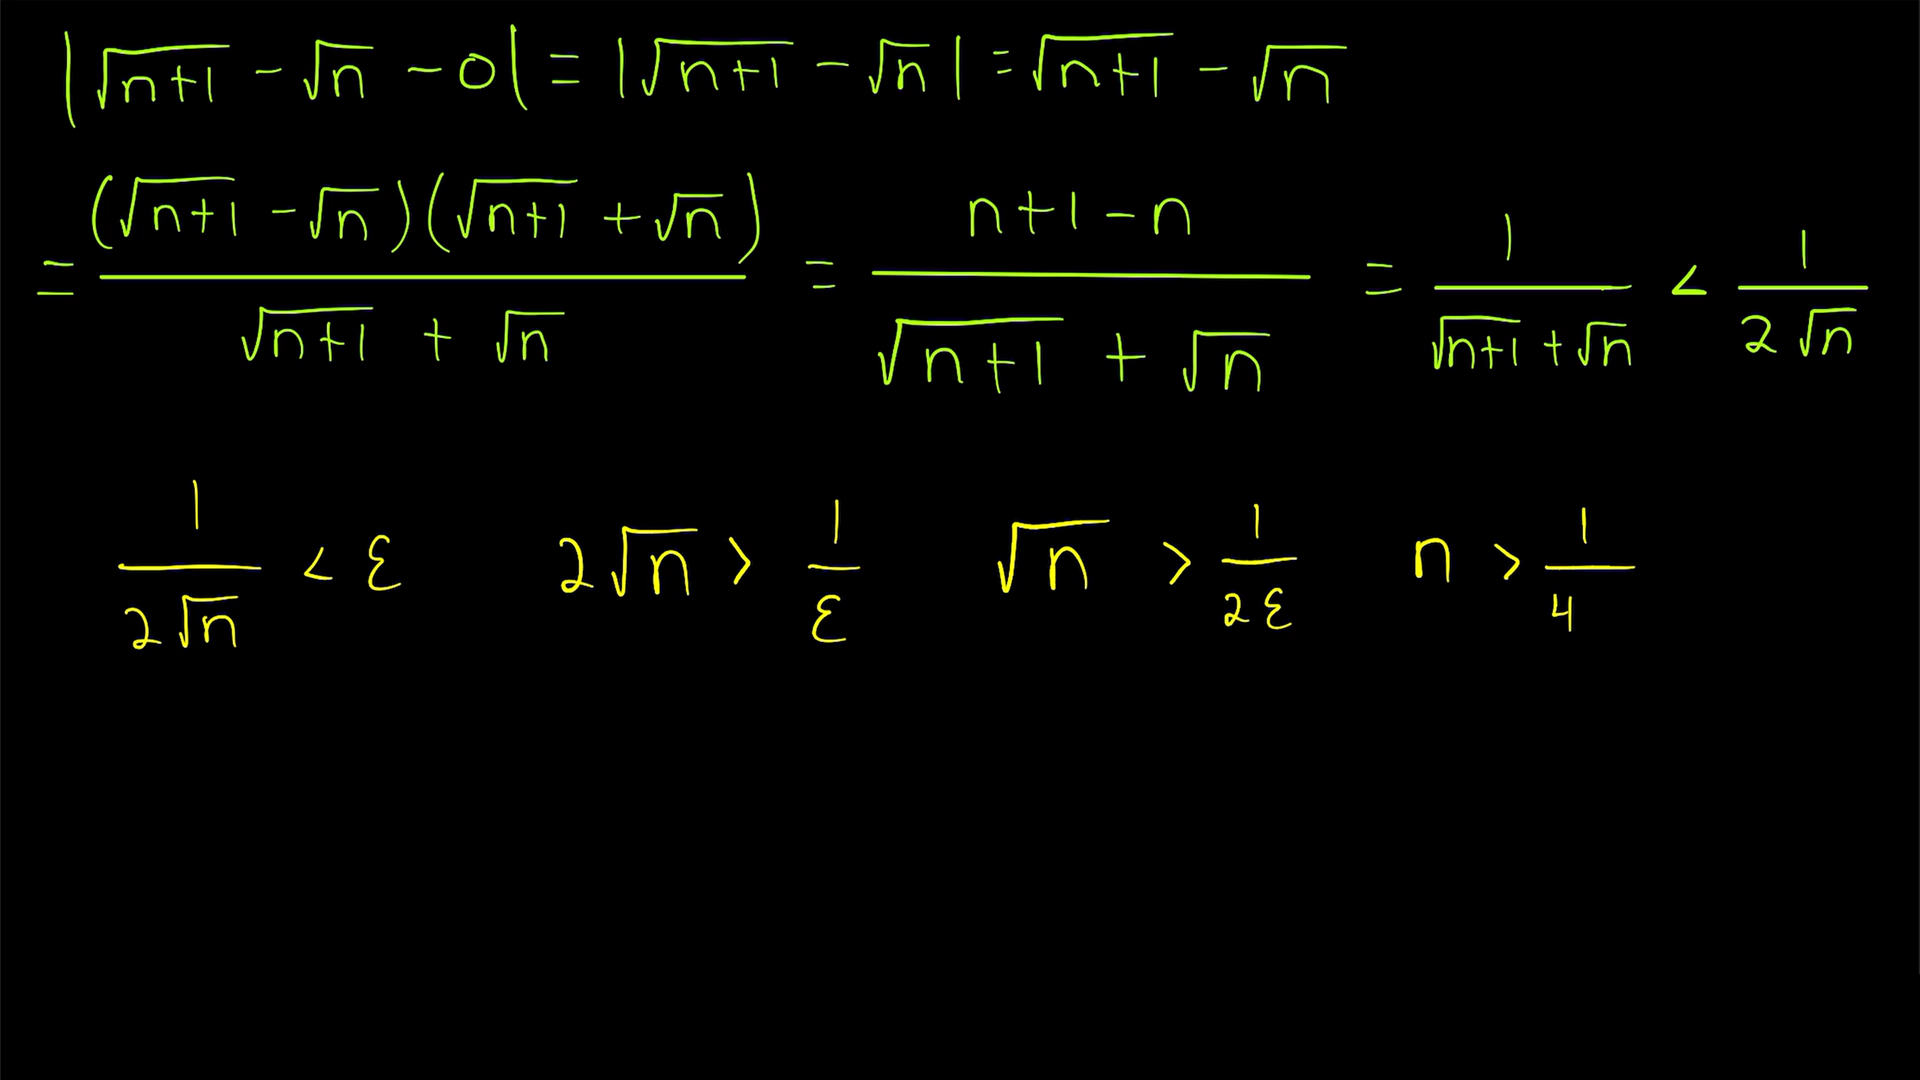 |√(n+1) - √n - 0| = |√(n+1) - √n| = √(n+1) - √n
= (√(n+1) - √n)(√(n+1) + √n) / (√(n+1) + √n) = (n+1-n) / (√(n+1) + √n) = 1 / (√(n+1) + √n) < 1 / (2√n)
1 / (2√n) < ε   2√n > 1/ε   √n > 1/(2ε)   n > 1/4